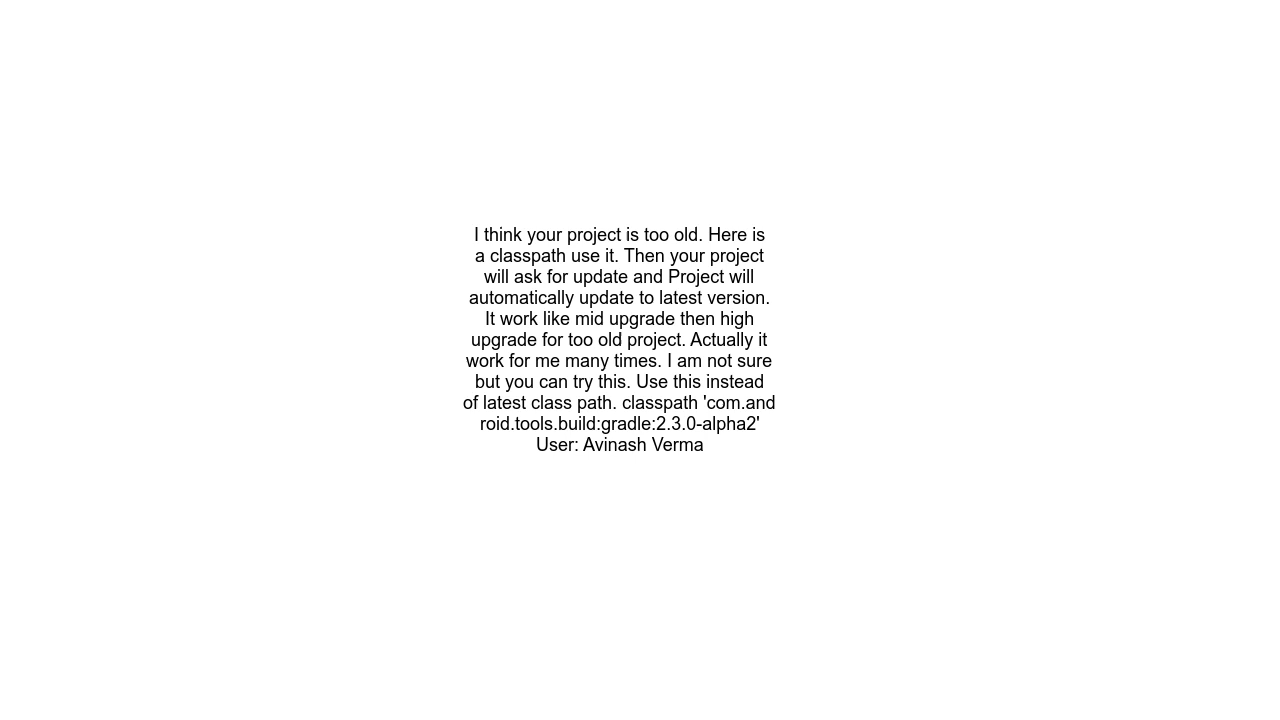 I think your project is too old. Here is
a classpath use it. Then your project
will ask for update and Project will
automatically update to latest version.
It work like mid upgrade then high
upgrade for too old project. Actually it
work for me many times. I am not sure
but you can try this. Use this instead
of latest class path. classpath 'com.and
roid.tools.build:gradle:2.3.0-alpha2'
User: Avinash Verma